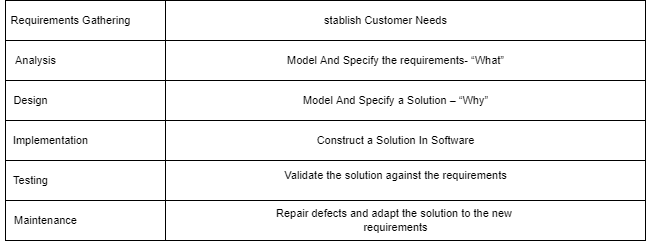 Requirements Gathering stablish Customer Needs
Analysis Model And Specify the requirements- “What”
Design Model And Specify a Solution – “Why”
Implementation Construct a Solution In Software
Testing Validate the solution against the requirements
Maintenance Repair defects and adapt the solution to the new
requirements